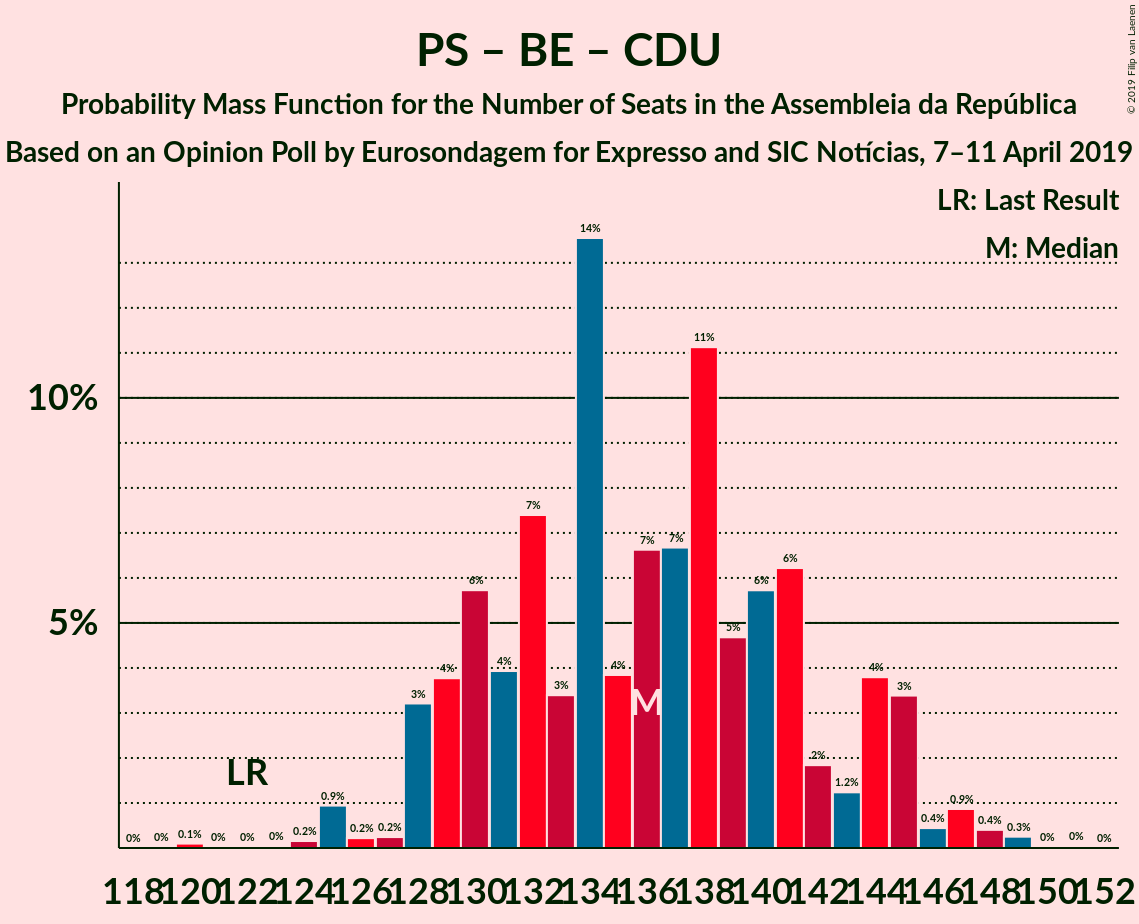 PS – BE – CDU
Probability Mass Function for the Number of Seats in the Assembleia da República
Based on an Opinion Poll by Eurosondagem for Expresso and SIC Notícias, 7–11 April 2019
© 2019 Filip van Laenen
LR: Last Result
M: Median
10%
5%
0% 0% 0.1% 0% 0% 0% 0.2% 0.9% 0.2% 0.2% 3% 4% 6% 4% 7% 3% 14% 4% 7% 7% 11% 5% 6% 6% 2% 1.2% 4% 3% 0.4% 0.9% 0.4% 0.3% 0% 0% 0%
LR
M
118 120 122 124 126 128 130 132 134 136 138 140 142 144 146 148 150 152